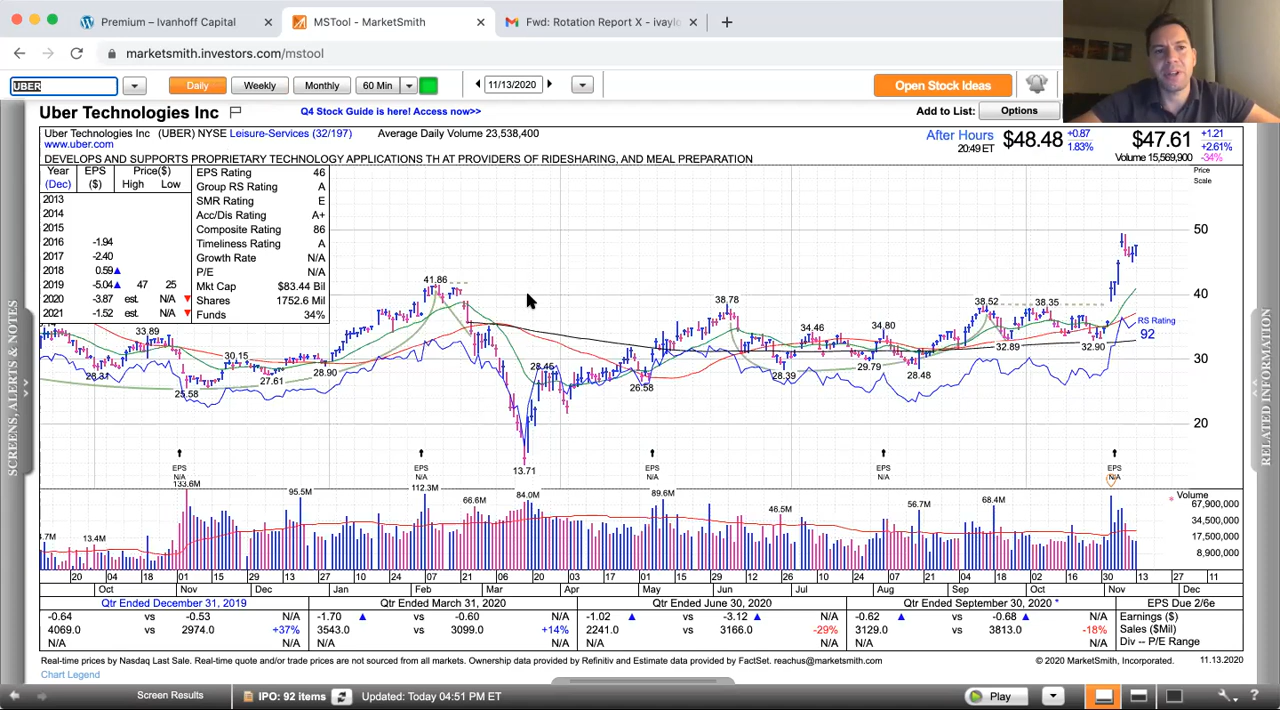 Premium – Ivanhoff Capital
MSTool - MarketSmith
Fwd: Rotation Report X - ivaylo
marketsmith.investors.com/mstool
UBER Daily Weekly Monthly 60 Min 11/13/2020 Open Stock Ideas
Uber Technologies Inc Q4 Stock Guide is here! Access now>> Add to List: Options
Uber Technologies Inc (UBER) NYSE Leisure-Services (32/197) Average Daily Volume 23,538,400
www.uber.com
After Hours 20:49 ET $48.48 +0.87 1.83% $47.61 +1.21 +2.61%
Volume 15,569,900 -34%
DEVELOPS AND SUPPORTS PROPRIETARY TECHNOLOGY APPLICATIONS TH AT PROVIDERS OF RIDESHARING, AND MEAL PREPARATION
Year EPS Price($)
(Dec) ($) High Low
2013
2014
2015
2016 -1.94
2017 -2.40
2018 0.59
2019 -5.04 47 25
2020 -3.87 est. N/A
2021 -1.52 est. N/A
EPS Rating 46
Group RS Rating A
SMR Rating E
Acc/Dis Rating A+
Composite Rating 86
Timeliness Rating A
Growth Rate N/A
P/E N/A
Mkt Cap $83.44 Bil
Shares 1752.6 Mil
Funds 34%
Price Scale
50
40
30
20
RS Rating
92
33.89
28.31
25.58
30.15
27.61
28.90
41.86
13.71
28.46
26.58
38.78
28.39
34.46
29.79
34.80
28.48
38.52
32.89
38.35
32.90
EPS N/A EPS N/A EPS N/A EPS N/A EPS N/A
13.4M 133.6M 95.5M 112.3M 66.6M 84.0M 89.6M 46.5M 56.7M 68.4M
Volume
67,900,000
34,500,000
17,500,000
8,900,000
20 04 18 01 15 29 13 27 10 24 07 21 06 20 03 17 01 15 29 12 26 10 24 07 21 04 18 02 16 30 13 27 11
Oct Nov Dec Jan Feb Mar Apr May Jun Jul Aug Sep Oct Nov Dec
Qtr Ended December 31, 2019 Qtr Ended March 31, 2020 Qtr Ended June 30, 2020 Qtr Ended September 30, 2020 * EPS Due 2/6e
-0.64 vs -0.53 N/A -1.70 vs -0.60 N/A -1.02 vs -3.12 N/A -0.62 vs -0.68 N/A Earnings ($)
4069.0 vs 2974.0 +37% 3543.0 vs 3099.0 +14% 2241.0 vs 3166.0 -29% 3129.0 vs 3813.0 -18% Sales ($Mil)
N/A N/A N/A N/A N/A N/A N/A N/A Div -- P/E Range
Real-time prices by Nasdaq Last Sale. Real-time quote and/or trade prices are not sourced from all markets. Ownership data provided by Refinitiv and Estimate data provided by FactSet. reachus@marketsmith.com © 2020 MarketSmith, Incorporated. 11.13.2020
Chart Legend
Screen Results IPO: 92 items Updated: Today 04:51 PM ET Play
SCREENS, ALERTS & NOTES
RELATED INFORMATION